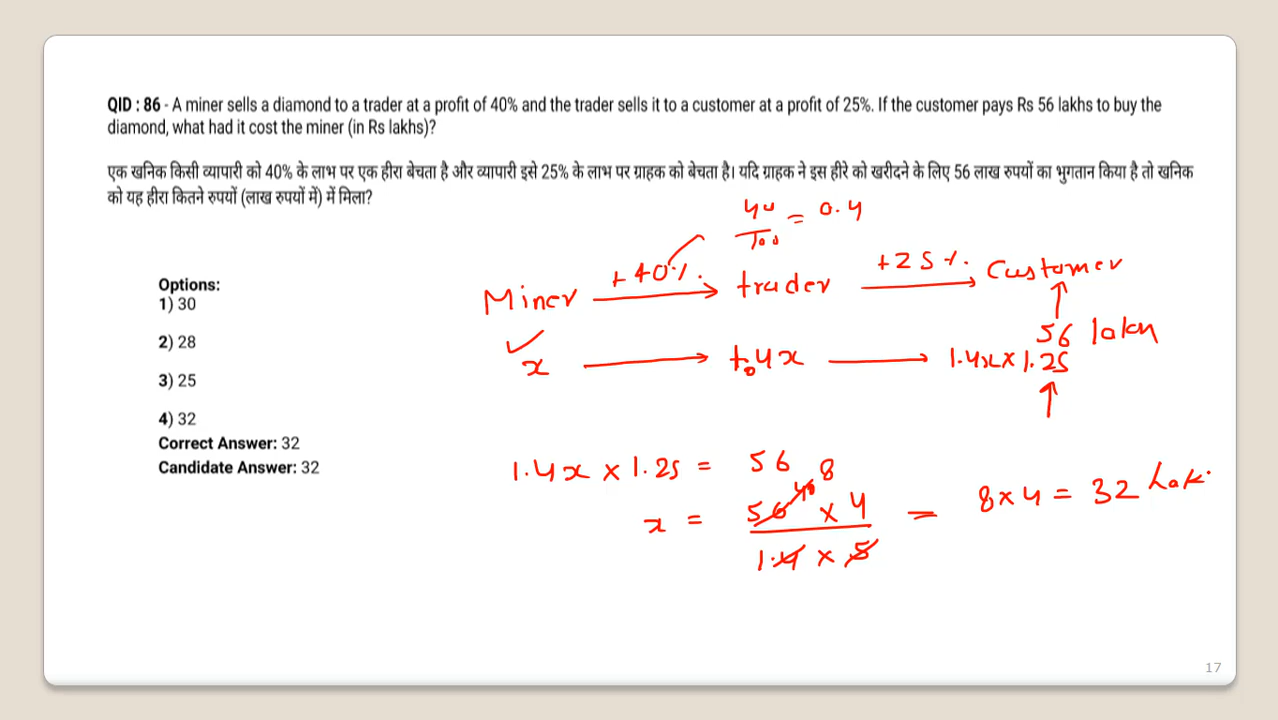 QID : 86 - A miner sells a diamond to a trader at a profit of 40% and the trader sells it to a customer at a profit of 25%. If the customer pays Rs 56 lakhs to buy the
diamond, what had it cost the miner (in Rs lakhs)?
एक खनिक किसी व्यापारी को 40% के लाभ पर एक हीरा बेचता है और व्यापारी इसे 25% के लाभ पर ग्राहक को बेचता है। यदि ग्राहक ने इस हीरे को खरीदने के लिए 56 लाख रुपयों का भुगतान किया है तो खनिक
को यह हीरा कितने रुपयों (लाख रुपयों में) में मिला?
40/100 = 0.4
Miner +40%. trader +25%. Customer
Options:
1) 30
56 lakh
2) 28
x 1.4x 1.4x x 1.25
3) 25
4) 32
Correct Answer: 32
Candidate Answer: 32
1.4x x 1.25 = 56
x = 56 40 x 4 8 / 1.4 x 5 = 8 x 4 = 32 Lak
17